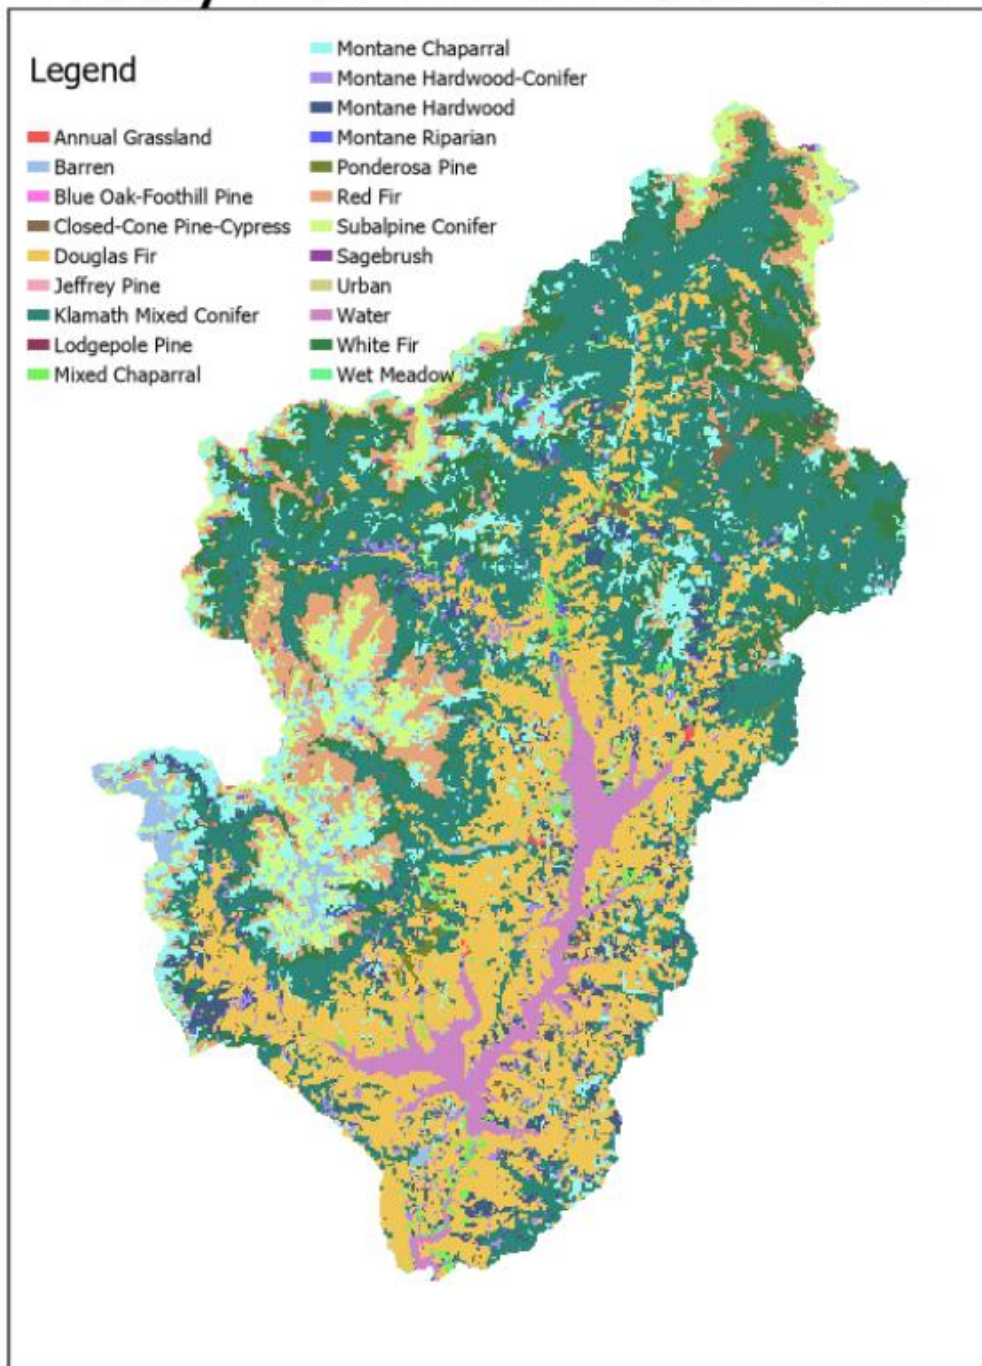 Legend
Annual Grassland
Barren
Blue Oak-Foothill Pine
Closed-Cone Pine-Cypress
Douglas Fir
Jeffrey Pine
Klamath Mixed Conifer
Lodgepole Pine
Mixed Chaparral
Montane Chaparral
Montane Hardwood-Conifer
Montane Hardwood
Montane Riparian
Ponderosa Pine
Red Fir
Subalpine Conifer
Sagebrush
Urban
Water
White Fir
Wet Meadow